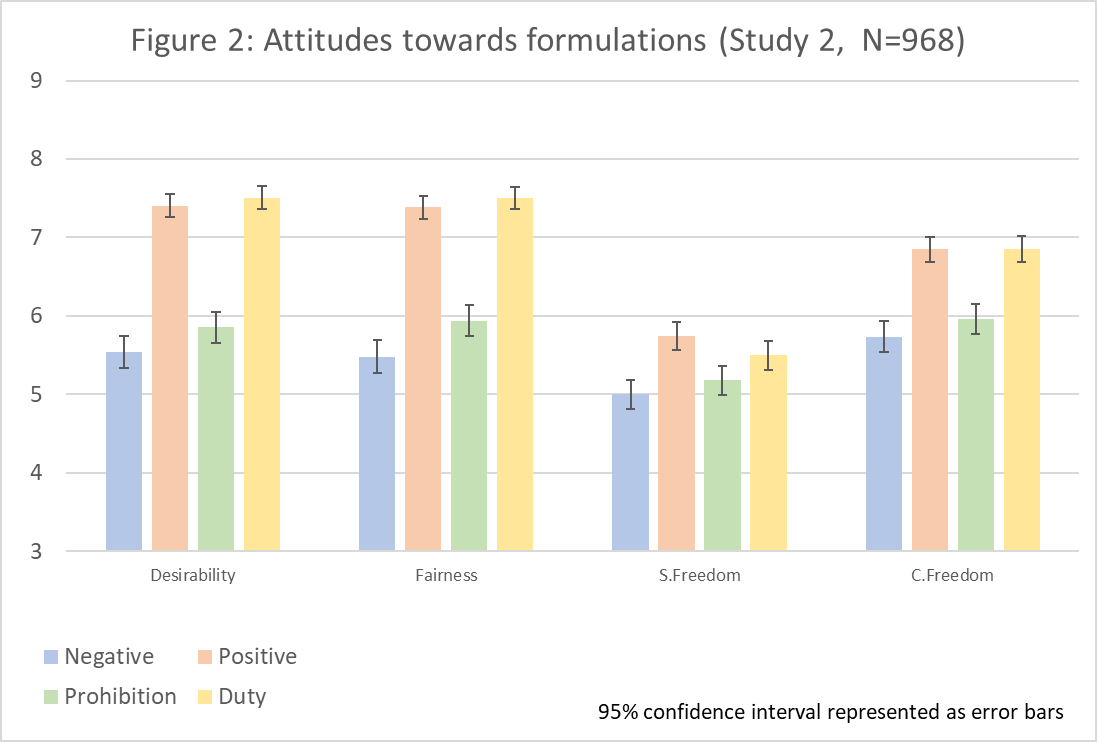 Figure 2: Attitudes towards formulations (Study 2, N=968)
9
8
7
6
5
4
3
Desirability Fairness S.Freedom C.Freedom
Negative Positive
Prohibition Duty
95% confidence interval represented as error bars